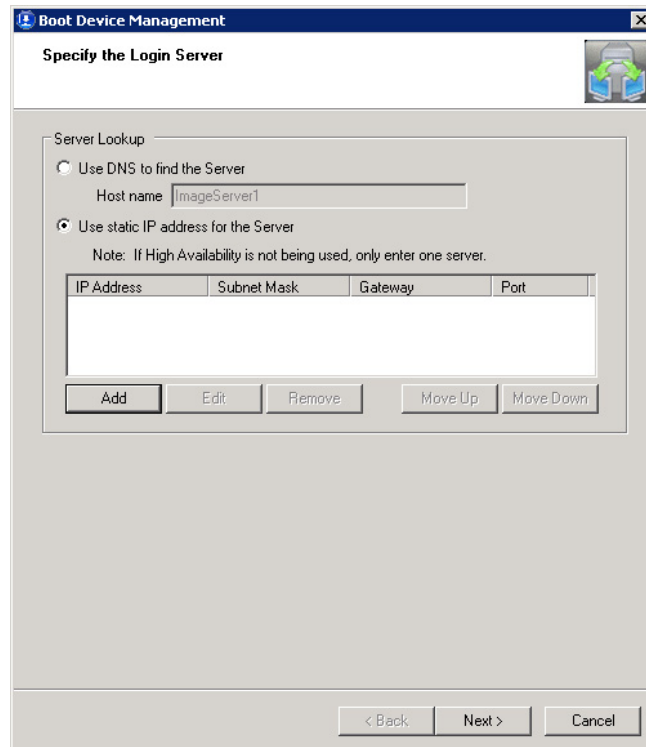 Boot Device Management
Specify the Login Server
Server Lookup
Use DNS to find the Server
Host name ImageServer1
Use static IP address for the Server
Note: If High Availability is not being used, only enter one server.
IP Address Subnet Mask Gateway Port
Add Edit Remove Move Up Move Down
< Back Next > Cancel